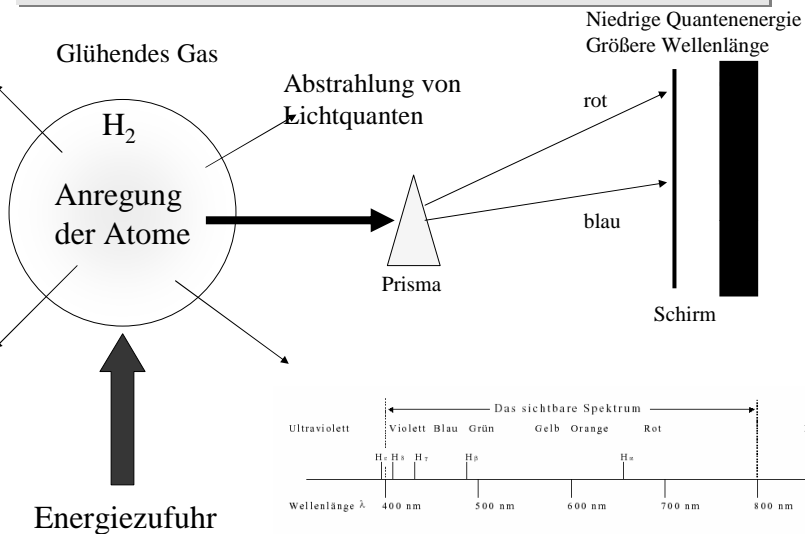 Niedrige Quantenenergie
Größere Wellenlänge
Glühendes Gas
Abstrahlung von
Lichtquanten
rot
H₂
Anregung
der Atome
blau
Prisma
Schirm
Das sichtbare Spektrum
Ultraviolett Violett Blau Grün Gelb Orange Rot
Hε Hδ Hγ Hβ Hα
Wellenlänge λ 400 nm 500 nm 600 nm 700 nm 800 nm
Energiezufuhr